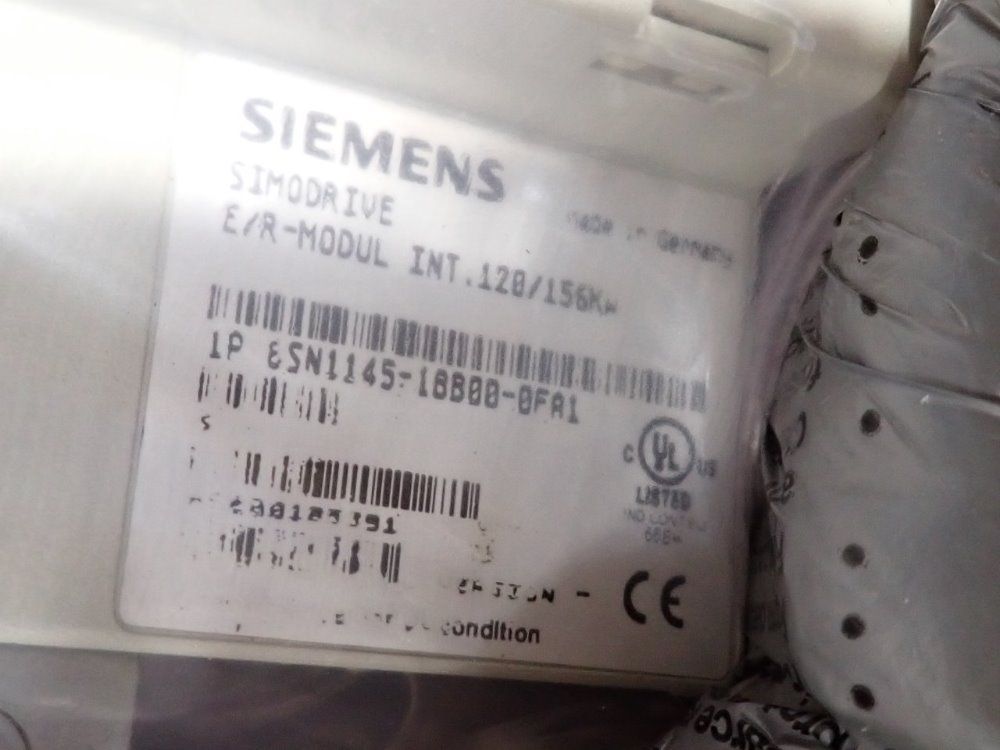 SIEMENS
SIMODRIVE
Made in Germany
E/R-MODUL INT.120/156Kw
1P 6SN1145-1BB00-0FA1
S
C UL US
LISTED
- CE
condition